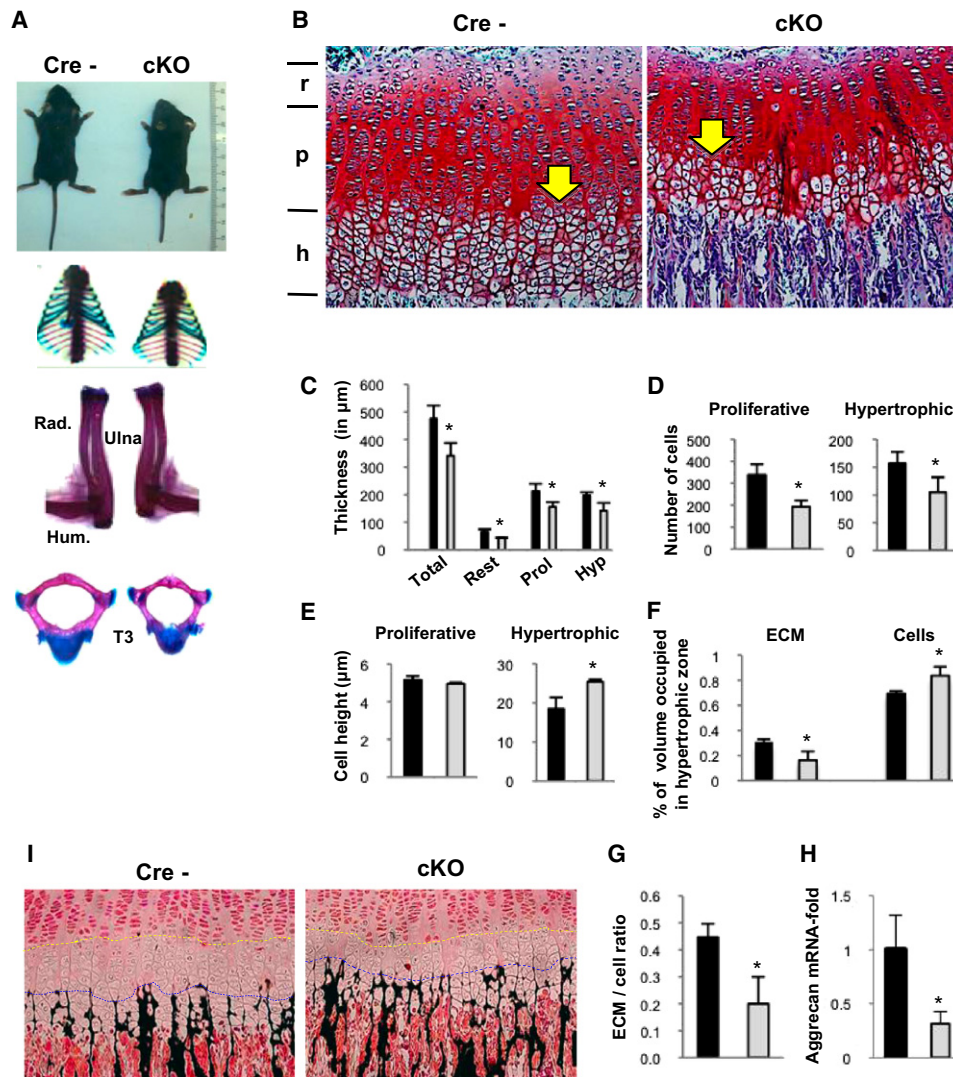 A
Cre -
cKO
Rad.
Ulna
Hum.
T3
B
Cre -
cKO
r
p
h
C
Thickness (in µm)
600
500
400
300
200
100
0
Total
Rest
Prol
Hyp
*
*
*
*
D
Proliferative
Hypertrophic
Number of cells
500
400
300
200
100
0
*
200
150
100
50
0
*
E
Proliferative
Hypertrophic
Cell height (µm)
6
4
2
0
30
20
10
0
*
F
ECM
Cells
% of volume occupied
in hypertrophic zone
1
0.8
0.6
0.4
0.2
0
*
*
I
Cre -
cKO
G
ECM / cell ratio
0.6
0.5
0.4
0.3
0.2
0.1
0.0
*
H
Aggrecan mRNA-fold
1.5
1
0.5
0
*